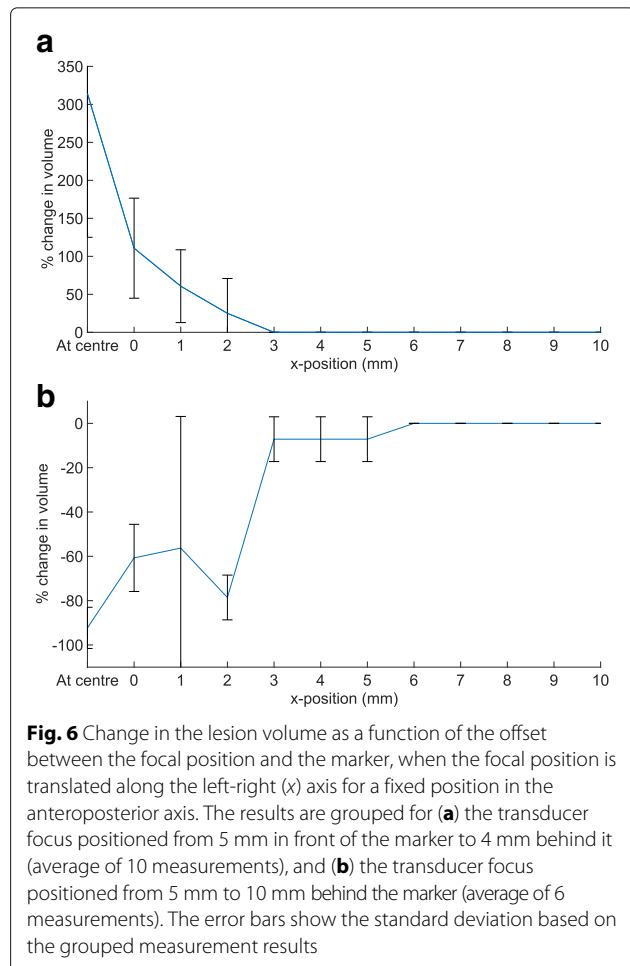 a
350
300
250
200
150
100
50
0
% change in volume
At centre 0 1 2 3 4 5 6 7 8 9 10
x-position (mm)
b
0
-20
-40
-60
-80
-100
% change in volume
At centre 0 1 2 3 4 5 6 7 8 9 10
x-position (mm)
Fig. 6 Change in the lesion volume as a function of the offset
between the focal position and the marker, when the focal position is
translated along the left-right (x) axis for a fixed position in the
anteroposterior axis. The results are grouped for (a) the transducer
focus positioned from 5 mm in front of the marker to 4 mm behind it
(average of 10 measurements), and (b) the transducer focus
positioned from 5 mm to 10 mm behind the marker (average of 6
measurements). The error bars show the standard deviation based on
the grouped measurement results